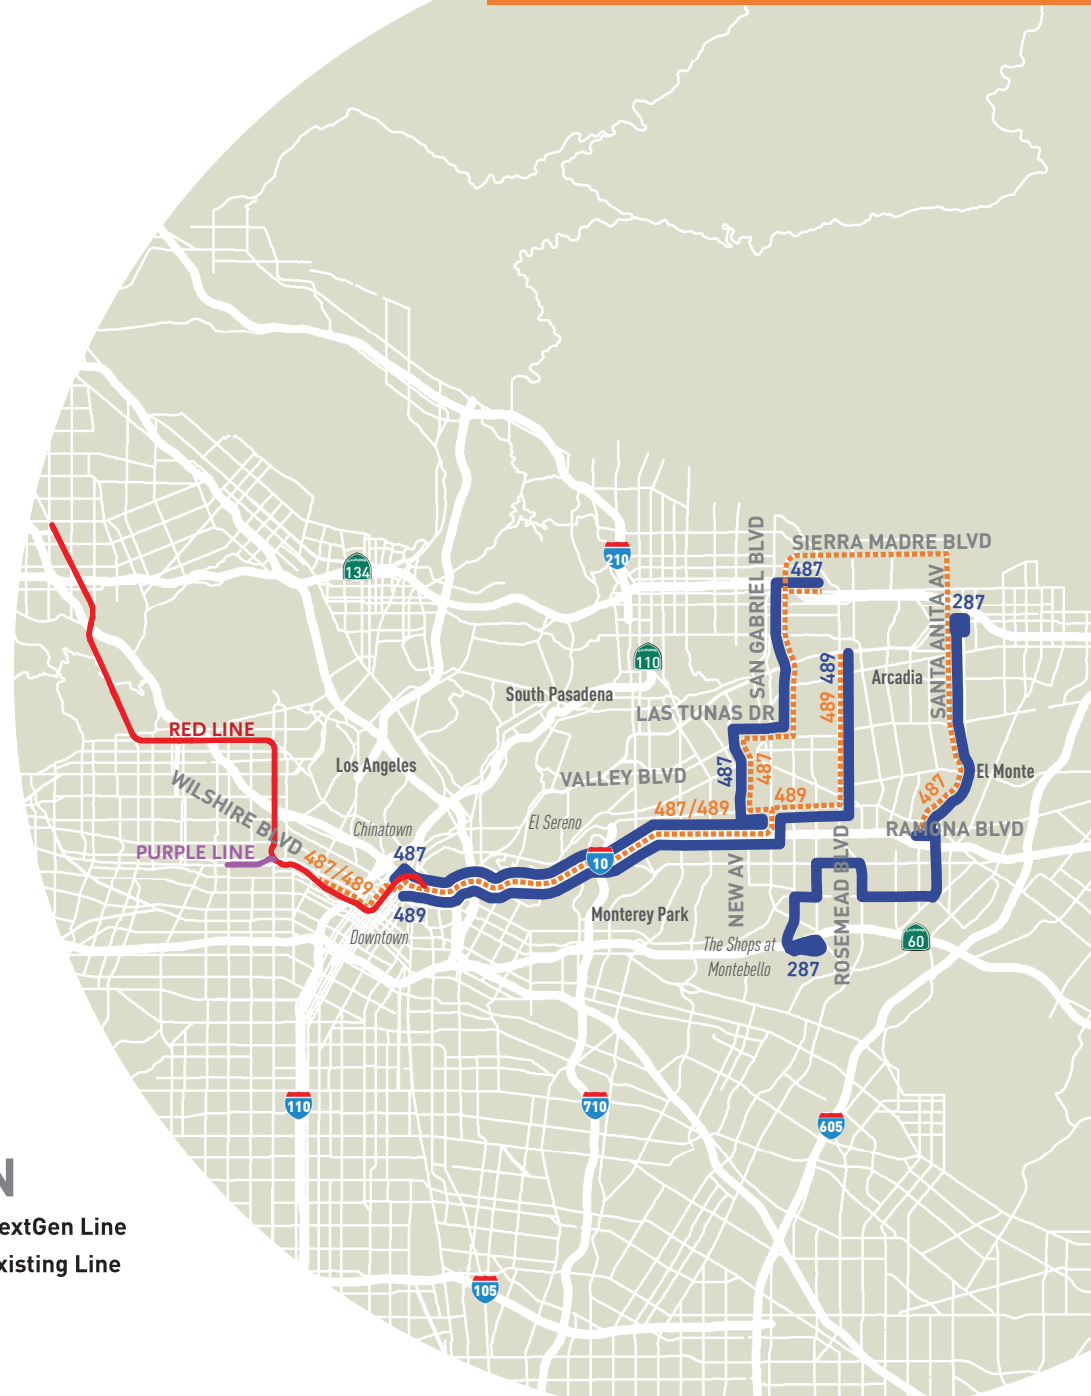 SIERRA MADRE BLVD
210
134
CALIFORNIA
487
SAN GABRIEL BLVD
SANTA ANITA AV
287
110
CALIFORNIA
489
489
Arcadia
South Pasadena
LAS TUNAS DR
RED LINE
Los Angeles
VALLEY BLVD
487
487
El Monte
487
WILSHIRE BLVD
489
487/489
Chinatown
El Sereno
RAMONA BLVD
PURPLE LINE
487
487/489
10
ROSEMEAD BLVD
NEW AV
489
Monterey Park
Downtown
The Shops at
Montebello
287
CALIFORNIA
60
110
710
605
N
extGen Line
xisting Line
105